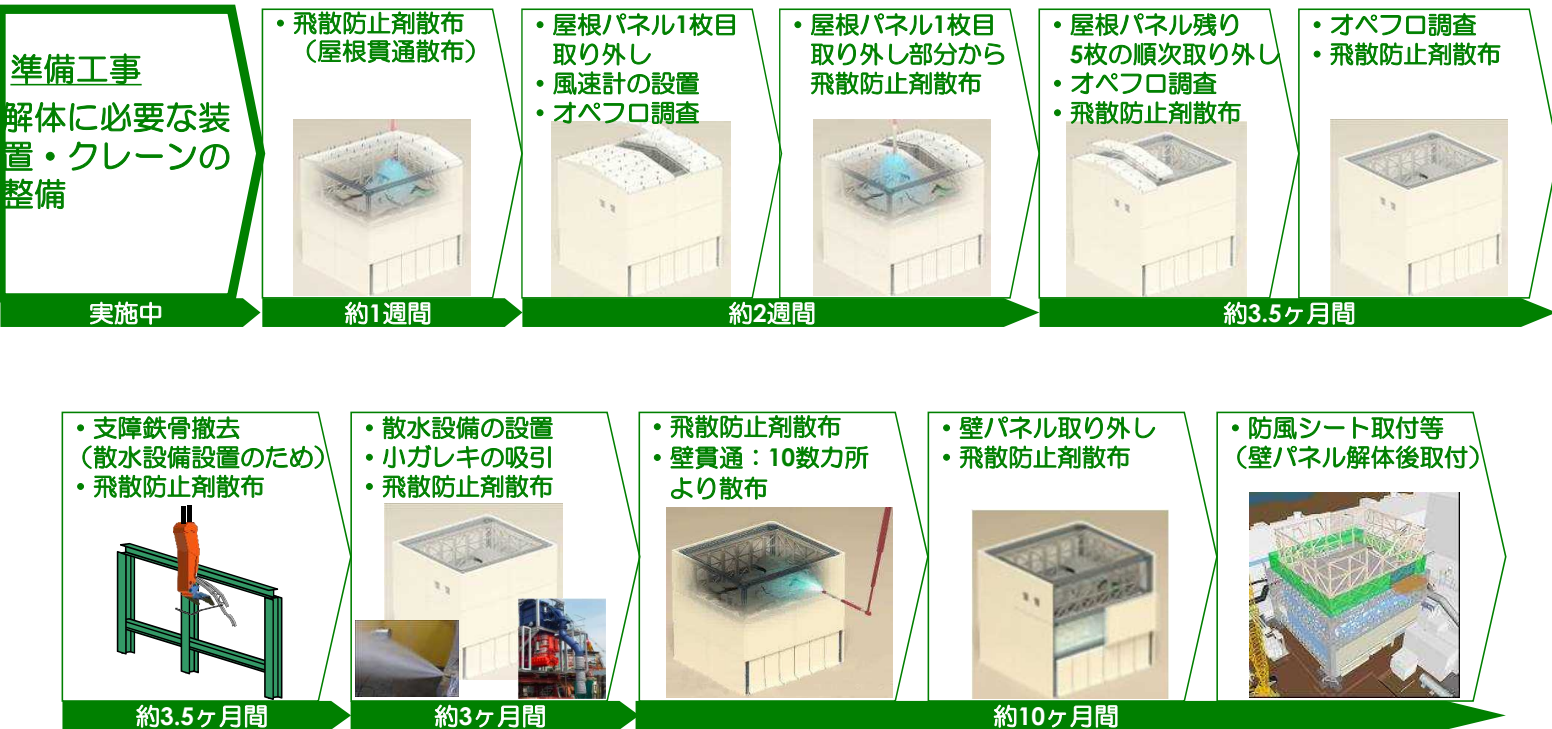 準備工事
解体に必要な装
置・クレーンの
整備
実施中
・飛散防止剤散布
（屋根貫通散布）
約1週間
・屋根パネル1枚目
取り外し
・風速計の設置
・オペフロ調査
・屋根パネル1枚目
取り外し部分から
飛散防止剤散布
約2週間
・屋根パネル残り
5枚の順次取り外し
・オペフロ調査
・飛散防止剤散布
・オペフロ調査
・飛散防止剤散布
約3.5ヶ月間
・支障鉄骨撤去
（散水設備設置のため）
・飛散防止剤散布
約3.5ヶ月間
・散水設備の設置
・小ガレキの吸引
・飛散防止剤散布
約3ヶ月間
・飛散防止剤散布
・壁貫通：10数カ所
より散布
・壁パネル取り外し
・飛散防止剤散布
・防風シート取付等
（壁パネル解体後取付）
約10ヶ月間